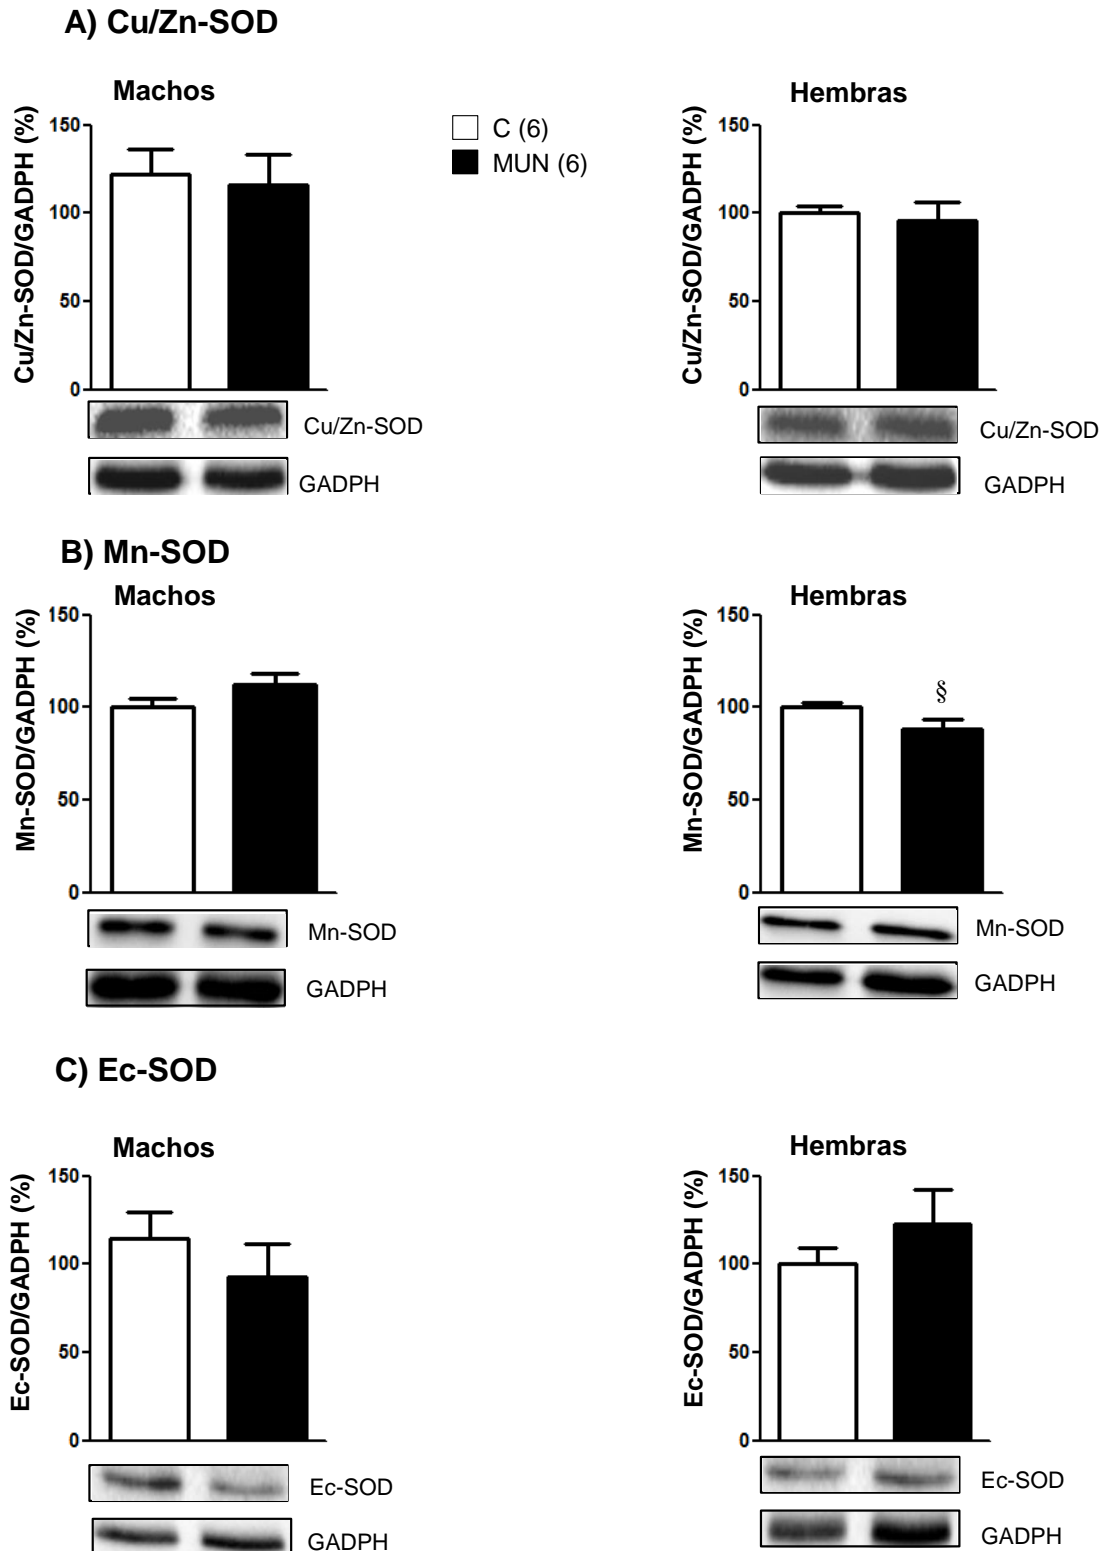 A) Cu/Zn-SOD
Machos
Cu/Zn-SOD/GADPH (%)
150
100
50
0
Cu/Zn-SOD
GADPH
C (6)
MUN (6)
Hembras
Cu/Zn-SOD/GADPH (%)
150
100
50
0
Cu/Zn-SOD
GADPH
B) Mn-SOD
Machos
Mn-SOD/GADPH (%)
150
100
50
0
Mn-SOD
GADPH
Hembras
Mn-SOD/GADPH (%)
150
100
50
0
§
Mn-SOD
GADPH
C) Ec-SOD
Machos
Ec-SOD/GADPH (%)
150
100
50
0
Ec-SOD
GADPH
Hembras
Ec-SOD/GADPH (%)
150
100
50
0
Ec-SOD
GADPH